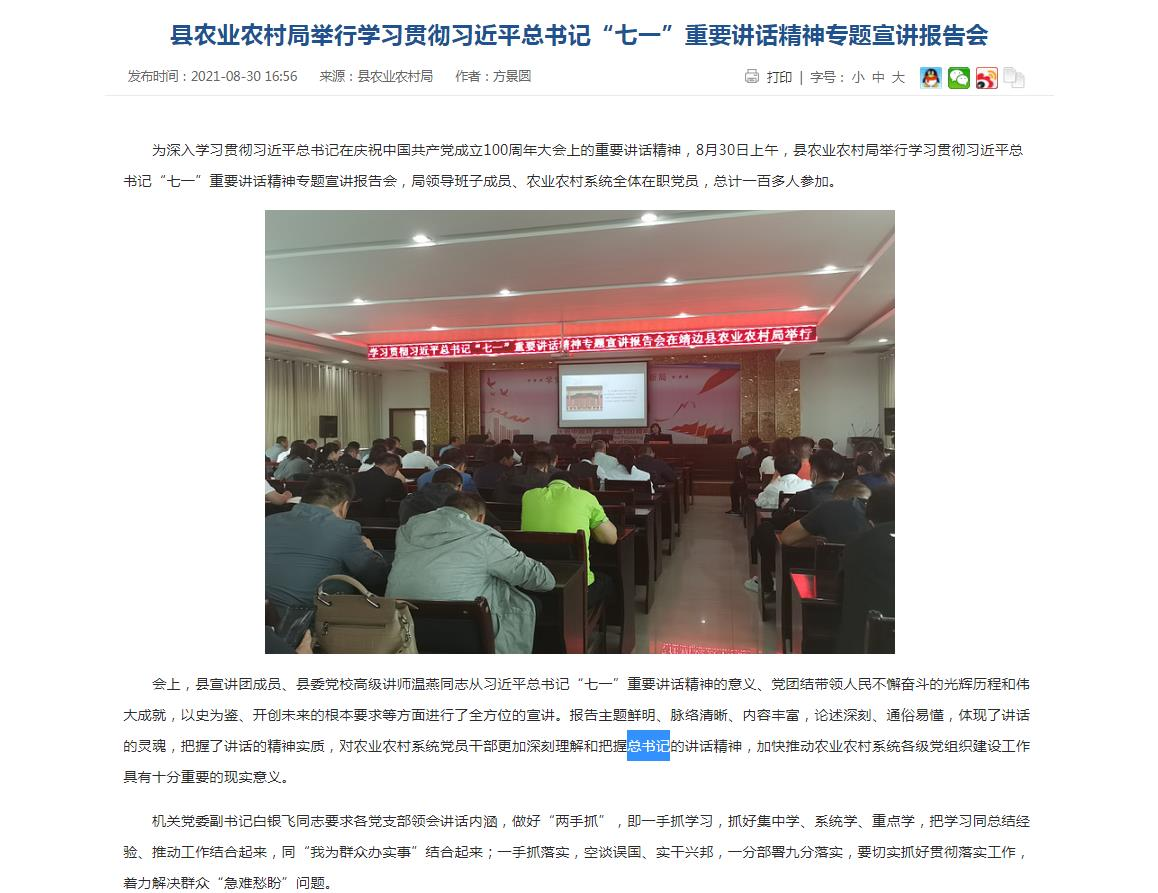 县农业农村局举行学习贯彻习近平总书记“七一”重要讲话精神专题宣讲报告会
发布时间：2021-08-30 16:56 来源：县农业农村局 作者：方景圆
打印 | 字号： 小 中 大
为深入学习贯彻习近平总书记在庆祝中国共产党成立100周年大会上的重要讲话精神，8月30日上午，县农业农村局举行学习贯彻习近平总
书记“七一”重要讲话精神专题宣讲报告会，局领导班子成员、农业农村系统全体在职党员，总计一百多人参加。
学习贯彻习近平总书记“七一”重要讲话精神专题宣讲报告会在靖边县农业农村局举行
会上，县宣讲团成员、县委党校高级讲师温燕同志从习近平总书记“七一”重要讲话精神的意义、党团结带领人民不懈奋斗的光辉历程和伟
大成就，以史为鉴、开创未来的根本要求等方面进行了全方位的宣讲。报告主题鲜明、脉络清晰、内容丰富，论述深刻、通俗易懂，体现了讲话
的灵魂，把握了讲话的精神实质，对农业农村系统党员干部更加深刻理解和把握总书记的讲话精神，加快推动农业农村系统各级党组织建设工作
具有十分重要的现实意义。
机关党委副书记白银飞同志要求各党支部领会讲话内涵，做好“两手抓”，即一手抓学习，抓好集中学、系统学、重点学，把学习同总结经
验、推动工作结合起来，同“我为群众办实事”结合起来；一手抓落实，空谈误国、实干兴邦，一分部署九分落实，要切实抓好贯彻落实工作，
着力解决群众“急难愁盼”问题。